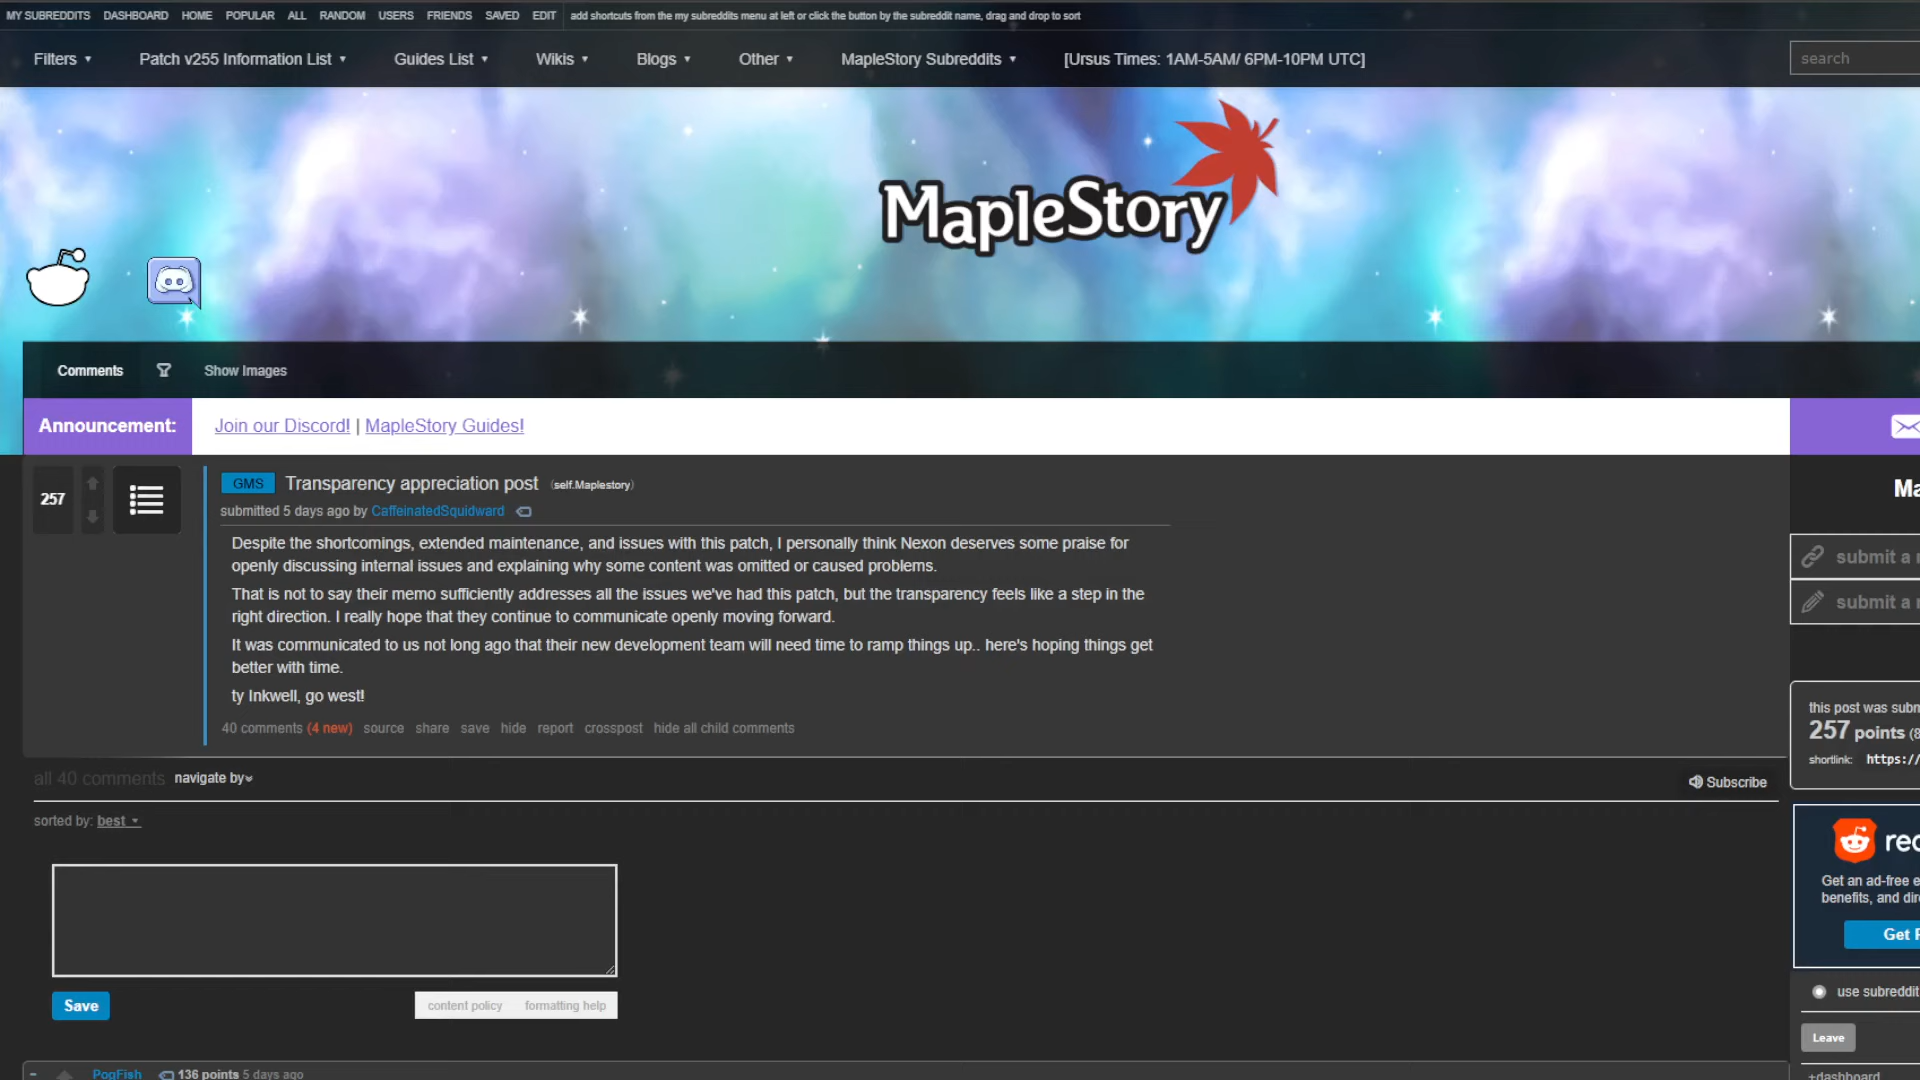 MY SUBREDDITS DASHBOARD HOME POPULAR ALL RANDOM USERS FRIENDS SAVED EDIT add shortcuts from the my subreddits menu at left or click the button by the subreddit name, drag and drop to sort
Filters Patch v255 Information List Guides List Wikis Blogs Other MapleStory Subreddits [Ursus Times: 1AM-5AM/ 6PM-10PM UTC] search
MapleStory
Comments Show Images
Announcement: Join our Discord! | MapleStory Guides!
257 GMS Transparency appreciation post (self.Maplestory)
submitted 5 days ago by CaffeinatedSquidward
Despite the shortcomings, extended maintenance, and issues with this patch, I personally think Nexon deserves some praise for
openly discussing internal issues and explaining why some content was omitted or caused problems.
That is not to say their memo sufficiently addresses all the issues we've had this patch, but the transparency feels like a step in the
right direction. I really hope that they continue to communicate openly moving forward.
It was communicated to us not long ago that their new development team will need time to ramp things up.. here's hoping things get
better with time.
ty Inkwell, go west!
40 comments (4 new) source share save hide report crosspost hide all child comments
all 40 comments navigate by
Subscribe
sorted by: best
Save content policy formatting help
PogFish 136 points 5 days ago
Ma
submit a
submit a
this post was subm
257 points (8
shortlink: https://
red
Get an ad-free e
benefits, and dire
Get
use subreddit
Leave
+dashboard